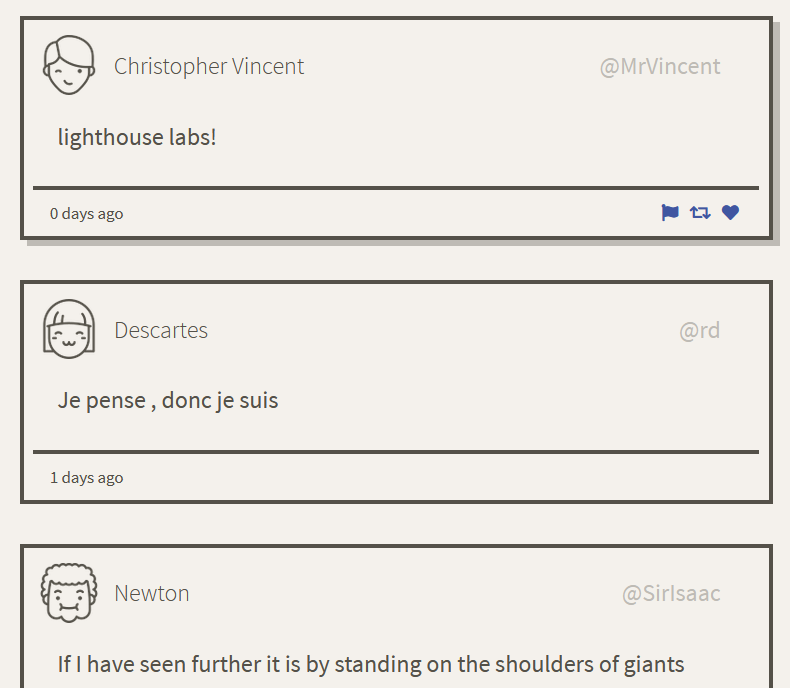 Christopher Vincent @MrVincent
lighthouse labs!
0 days ago
Descartes @rd
Je pense , donc je suis
1 days ago
Newton @SirIsaac
If I have seen further it is by standing on the shoulders of giants